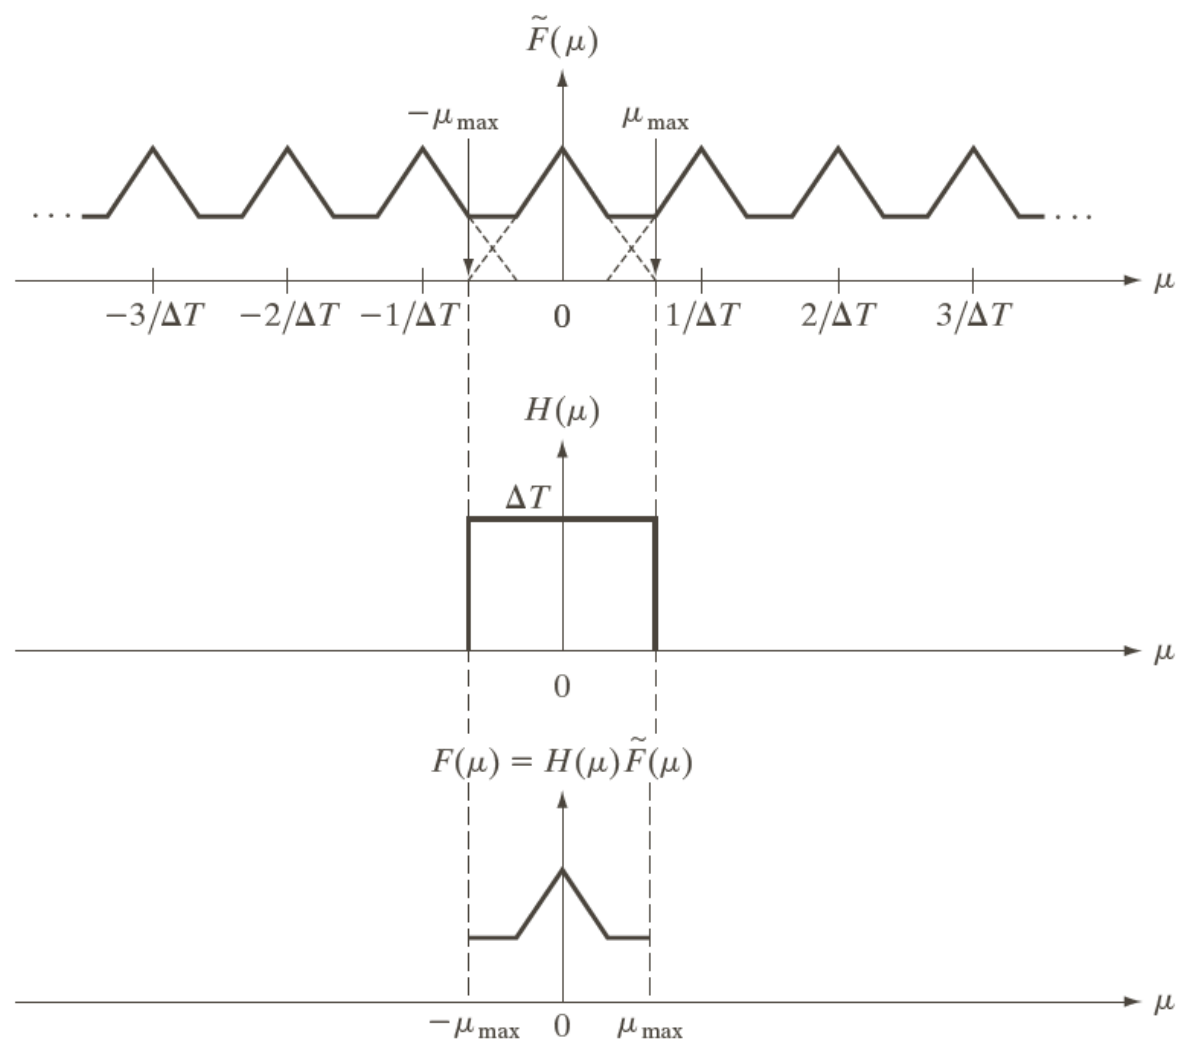 F̃(μ)
−μmax μmax
··· ···
μ
−3/ΔT −2/ΔT −1/ΔT 0 1/ΔT 2/ΔT 3/ΔT
H(μ)
ΔT
μ
0
F(μ) = H(μ)F̃(μ)
μ
−μmax 0 μmax